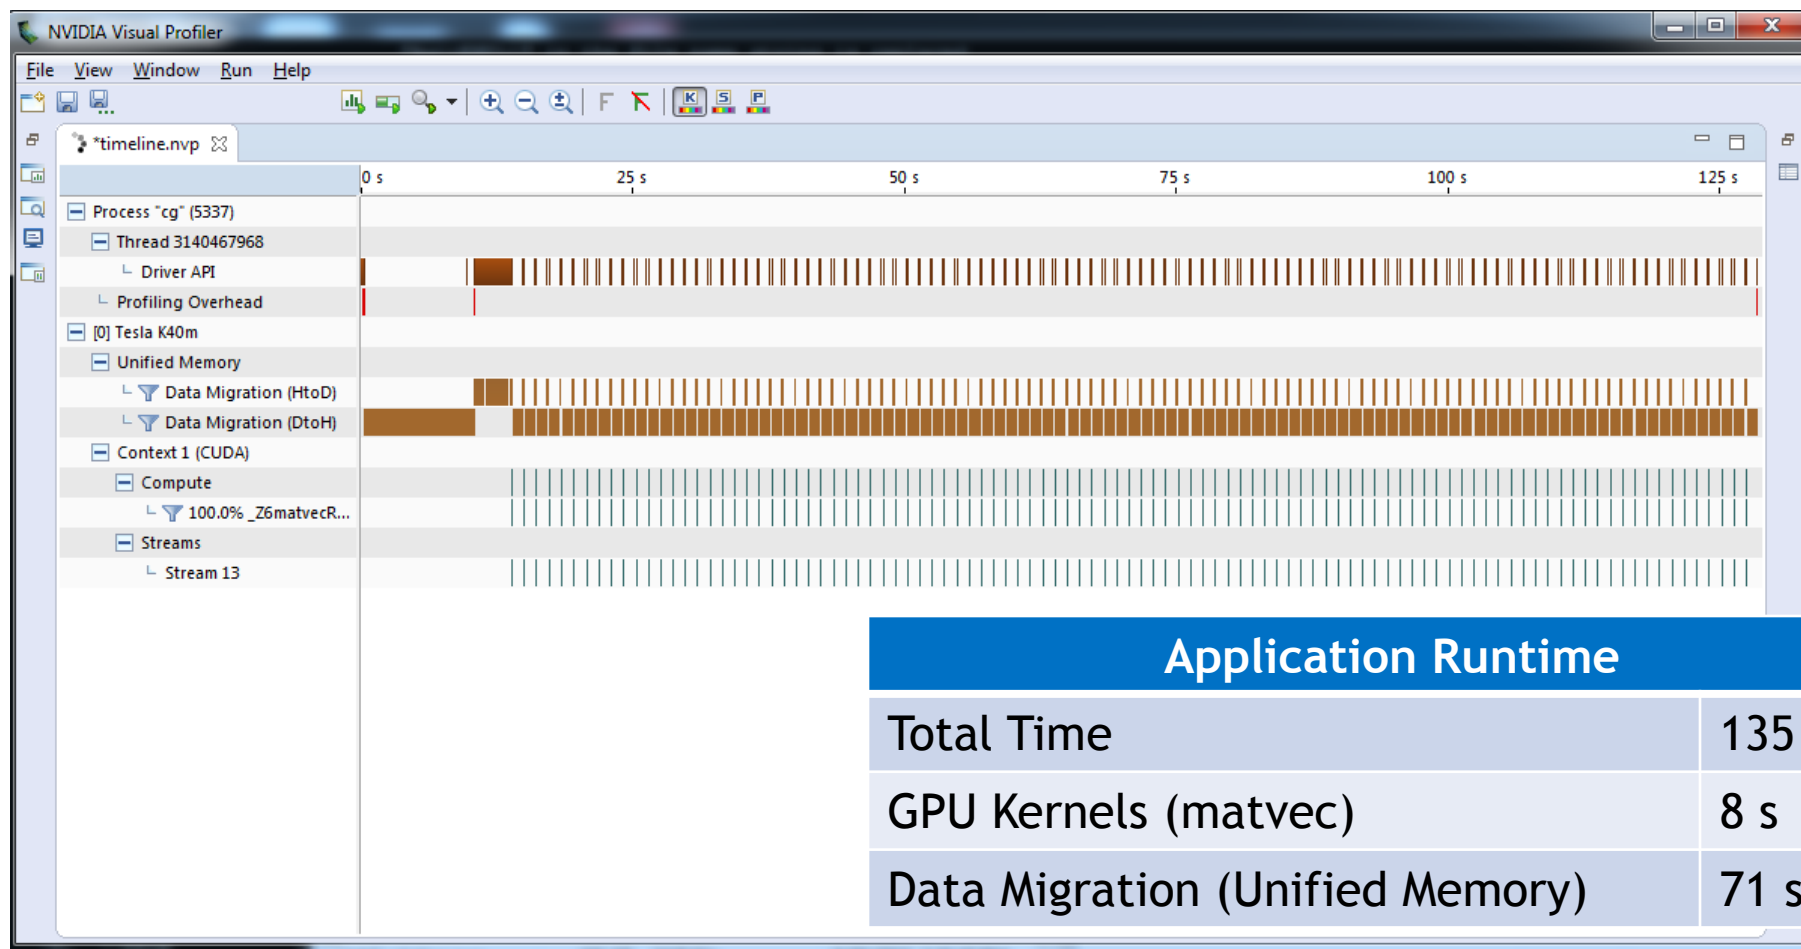 NVIDIA Visual Profiler
File View Window Run Help
F F K S P
*timeline.nvp
0 s 25 s 50 s 75 s 100 s 125 s
Process "cg" (5337)
Thread 3140467968
Driver API
Profiling Overhead
[0] Tesla K40m
Unified Memory
Data Migration (HtoD)
Data Migration (DtoH)
Context 1 (CUDA)
Compute
100.0% _Z6matvecR...
Streams
Stream 13
Application Runtime
Total Time 135
GPU Kernels (matvec) 8 s
Data Migration (Unified Memory) 71 s